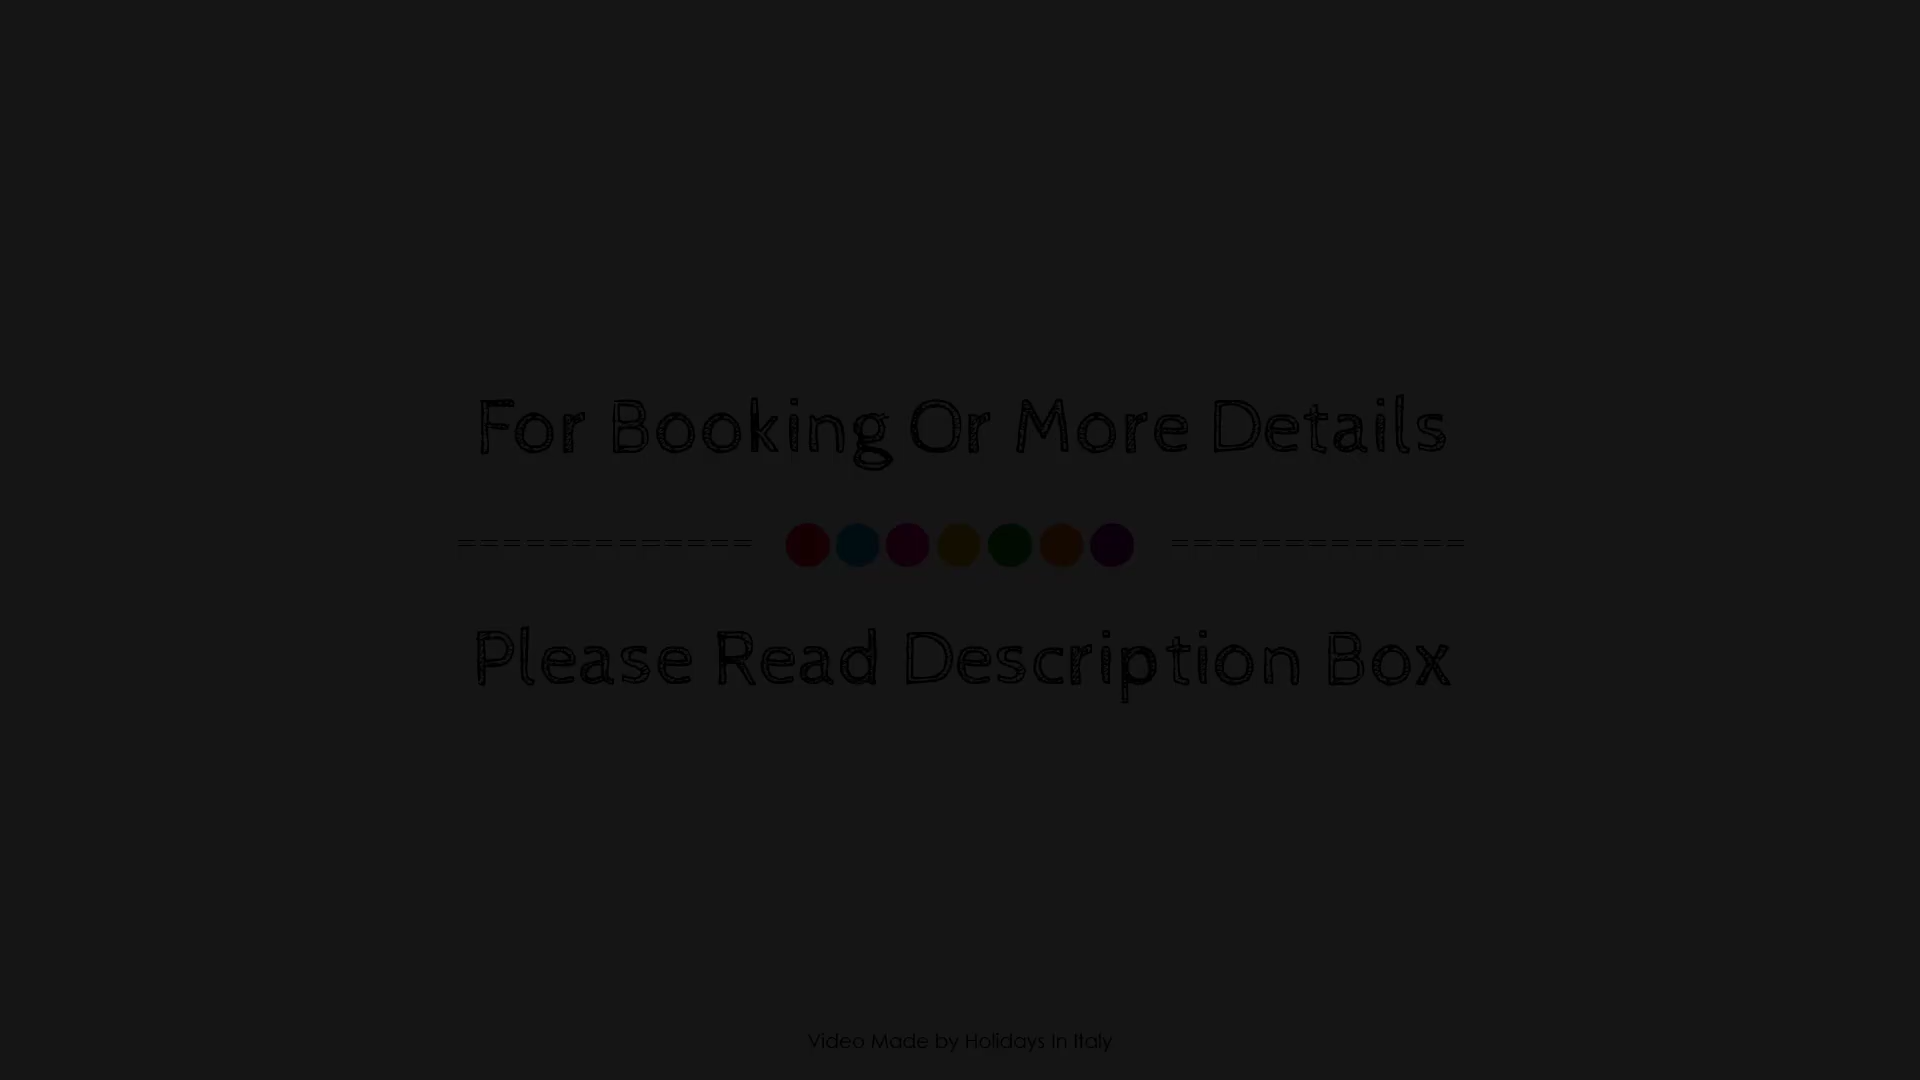 For Booking Or More Details
============= =============
Please Read Description Box
Video Made by Holidays In Italy